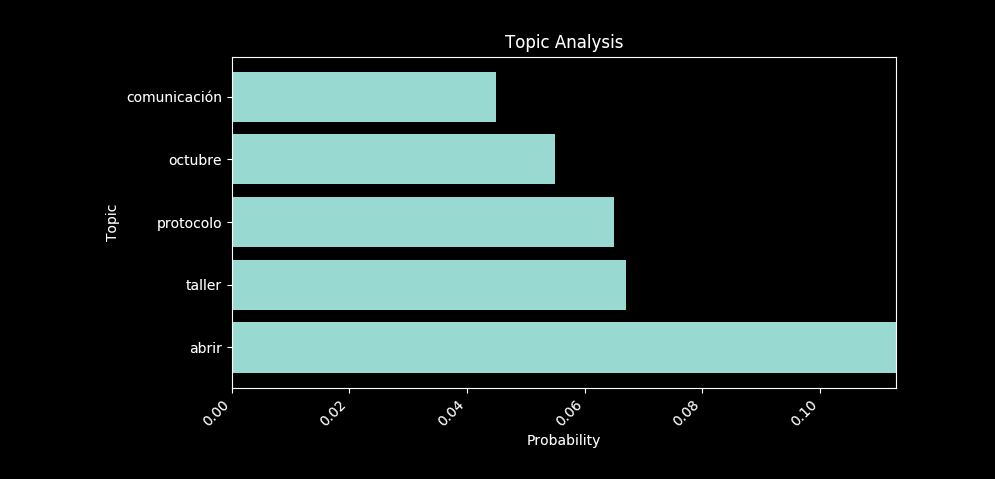 Topic Analysis
comunicación
octubre
protocolo
taller
abrir
Topic
0.00
0.02
0.04
0.06
0.08
0.10
Probability